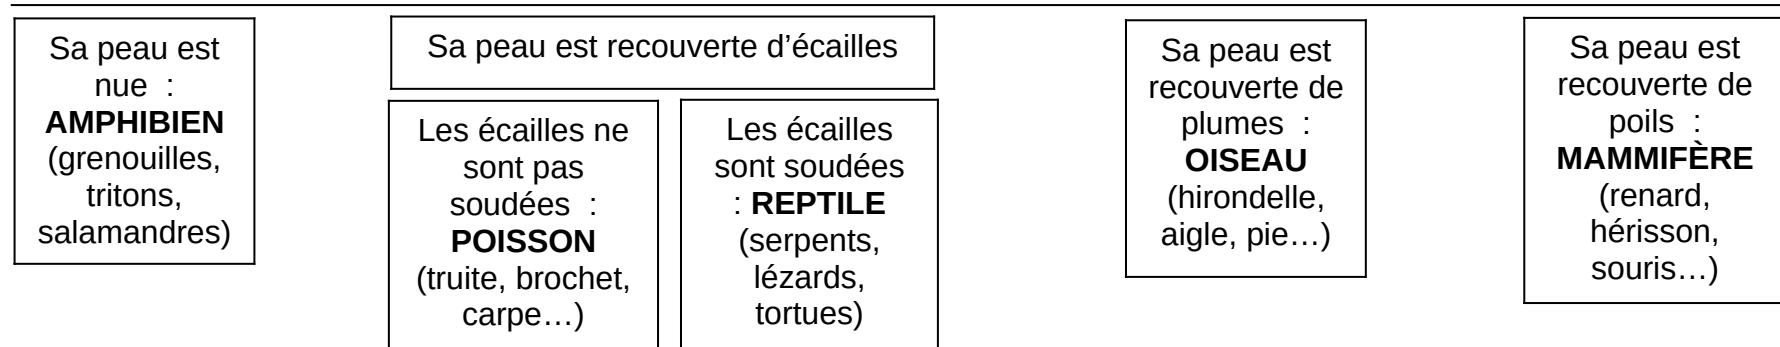 Sa peau est
nue :
AMPHIBIEN
(grenouilles,
tritons,
salamandres)
Sa peau est recouverte d’écailles
Les écailles ne
sont pas
soudées :
POISSON
(truite, brochet,
carpe…)
Les écailles
sont soudées
: REPTILE
(serpents,
lézards,
tortues)
Sa peau est
recouverte de
plumes :
OISEAU
(hirondelle,
aigle, pie…)
Sa peau est
recouverte de
poils :
MAMMIFÈRE
(renard,
hérisson,
souris…)